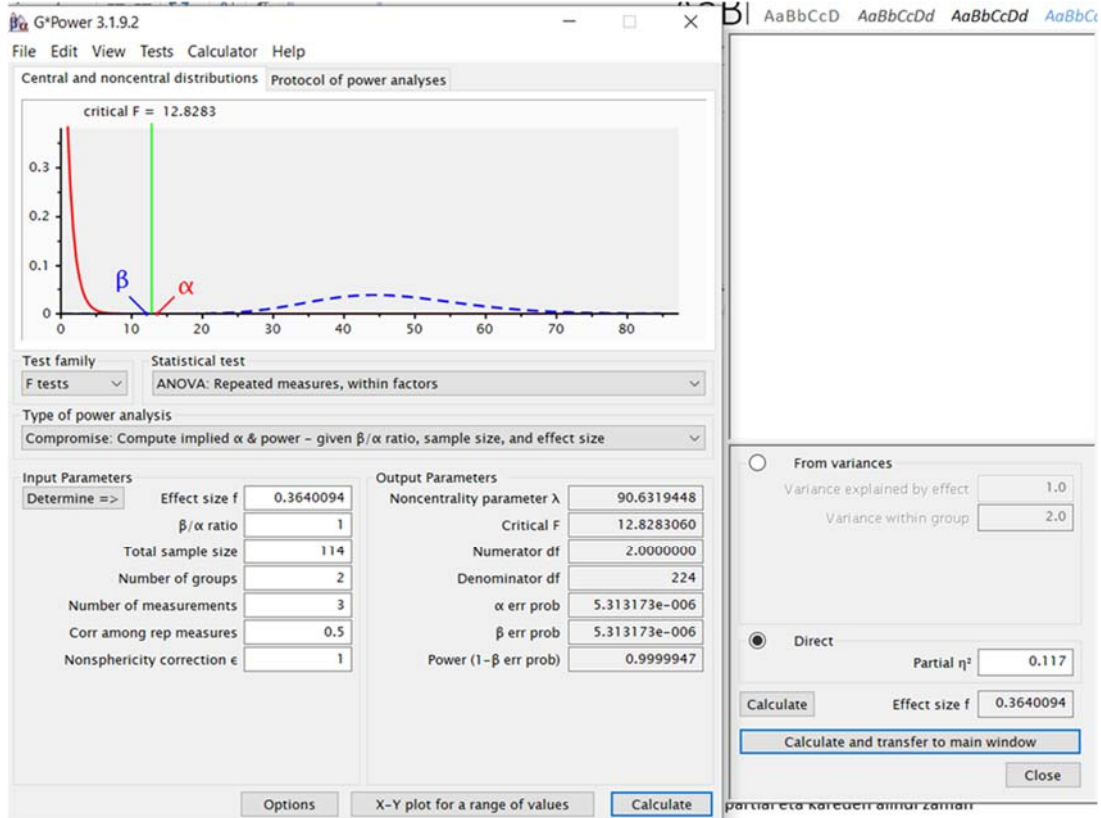 G*Power 3.1.9.2
AaBbCcD AaBbCcDd AaBbCcDd
File Edit View Tests Calculator Help
Central and noncentral distributions Protocol of power analyses
critical F = 12.8283
0.3
0.2
0.1
0
β
α
0 10 20 30 40 50 60 70 80
Test family Statistical test
F tests ANOVA: Repeated measures, within factors
Type of power analysis
Compromise: Compute implied α & power – given β/α ratio, sample size, and effect size
Input Parameters
Determine => Effect size f 0.3640094
β/α ratio 1
Total sample size 114
Number of groups 2
Number of measurements 3
Corr among rep measures 0.5
Nonsphericity correction ϵ 1
Output Parameters
Noncentrality parameter λ 90.6319448
Critical F 12.8283060
Numerator df 2.0000000
Denominator df 224
α err prob 5.313173e-006
β err prob 5.313173e-006
Power (1-β err prob) 0.9999947
Options X-Y plot for a range of values Calculate
From variances
Variance explained by effect 1.0
Variance within group 2.0
Direct
Partial η² 0.117
Calculate Effect size f 0.3640094
Calculate and transfer to main window
Close
partial eta kareden alındı zaman